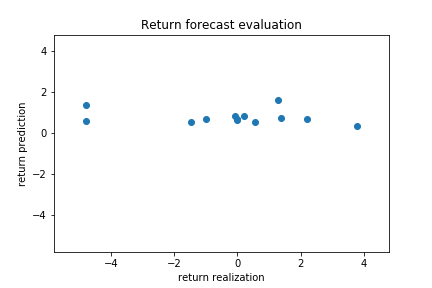 Return forecast evaluation
return prediction
4
2
0
−2
−4
−4 −2 0 2 4
return realization